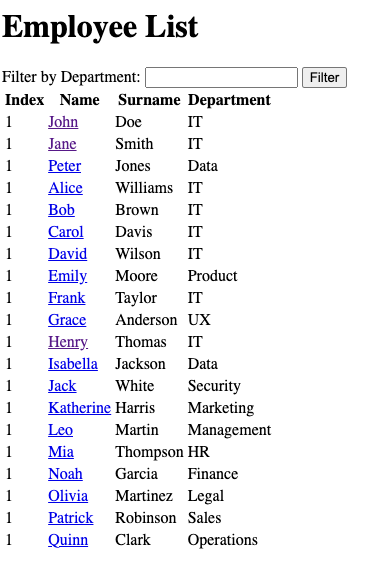 Employee List
Filter by Department: Filter
Index Name Surname Department
1 John Doe IT
1 Jane Smith IT
1 Peter Jones Data
1 Alice Williams IT
1 Bob Brown IT
1 Carol Davis IT
1 David Wilson IT
1 Emily Moore Product
1 Frank Taylor IT
1 Grace Anderson UX
1 Henry Thomas IT
1 Isabella Jackson Data
1 Jack White Security
1 Katherine Harris Marketing
1 Leo Martin Management
1 Mia Thompson HR
1 Noah Garcia Finance
1 Olivia Martinez Legal
1 Patrick Robinson Sales
1 Quinn Clark Operations